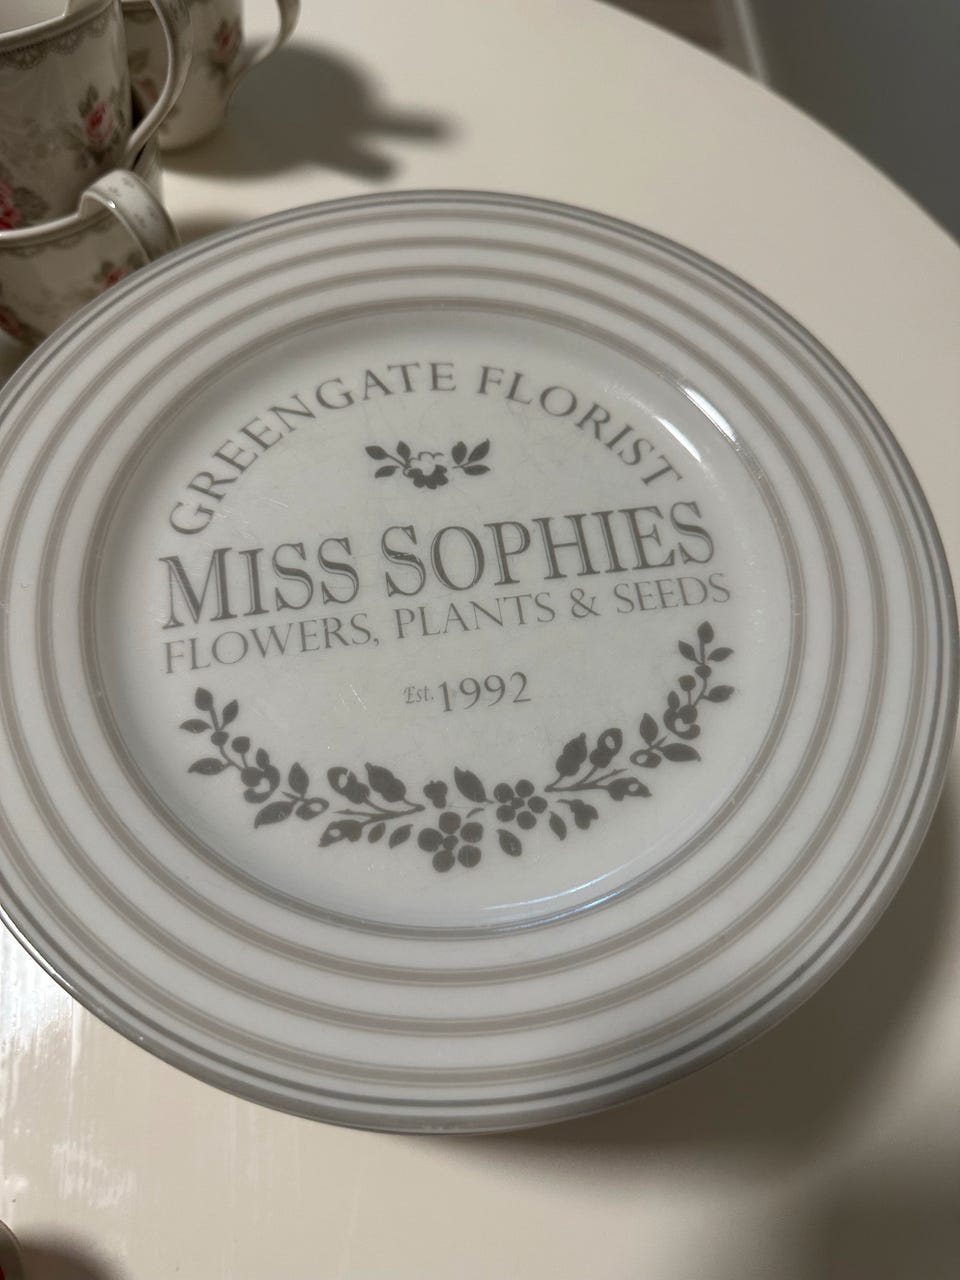 GREENGATE FLORIST
MISS SOPHIES
FLOWERS, PLANTS & SEEDS
Est. 1992